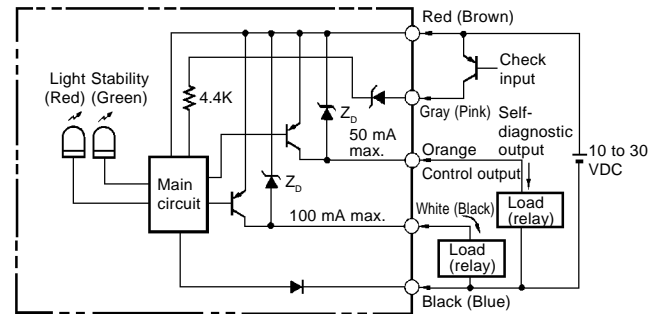 Red (Brown)
Light Stability
(Red) (Green)
4.4K
Check
input
Z_D
Gray (Pink)
50 mA
max.
Self-
diagnostic
output
Orange
Control output
10 to 30
VDC
Main
circuit
Z_D
100 mA max.
White (Black)
Load
(relay)
Load
(relay)
Black (Blue)